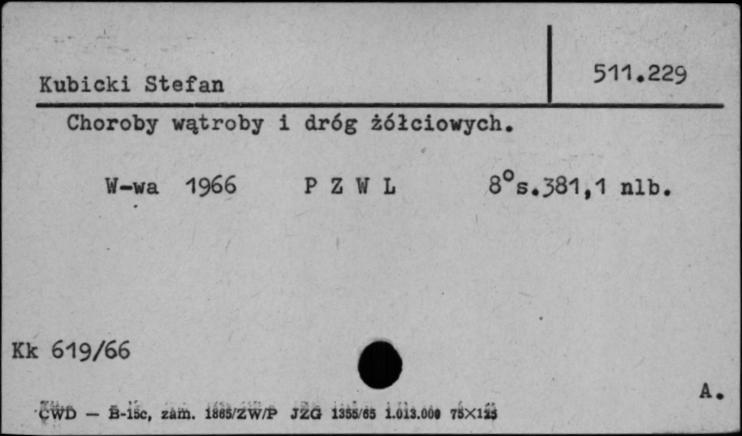 Kubicki Stefan
511.229
Choroby wątroby i dróg żółciowych.
W-wa 1966 P Z W L 8°s.381,1 nlb.
Kk 619/66
A.
CWD — B-15c, zam. 1865/ZW/P JZG 1355/65 1.013.000 75×125